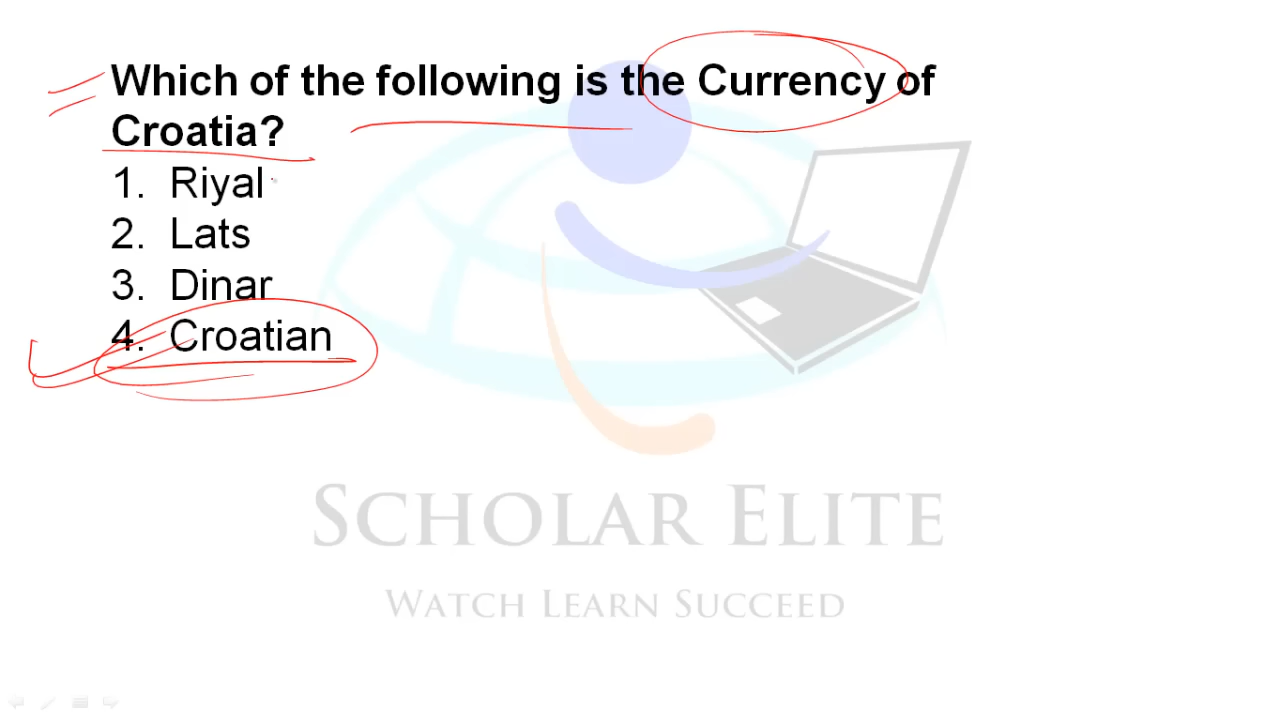 Which of the following is the Currency of
Croatia?
1. Riyal
2. Lats
3. Dinar
4. Croatian
SCHOLAR ELITE
WATCH LEARN SUCCEED